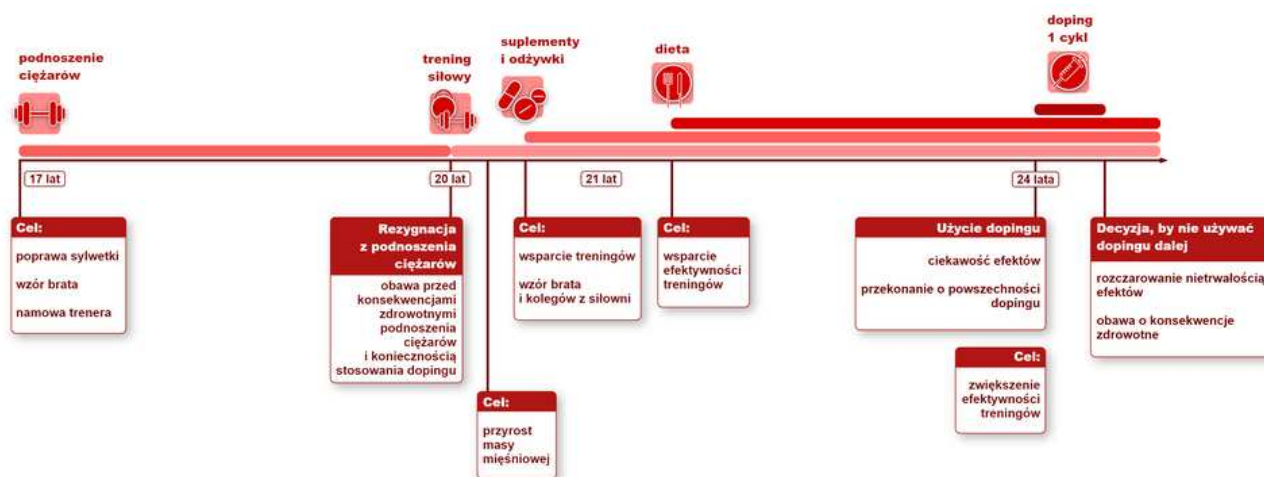 podnoszenie
ciężarów
trening
siłowy
suplementy
i odżywki
dieta
doping
1 cykl
17 lat
20 lat
21 lat
24 lata
Cel:
poprawa sylwetki
wzór brata
namowa trenera
Rezygnacja
z podnoszenia
ciężarów
obawa przed
konsekwencjami
zdrowotnymi
podnoszenia
ciężarów
i koniecznością
stosowania dopingu
Cel:
przyrost
masy
mięśniowej
Cel:
wsparcie treningów
wzór brata
i kolegów z siłowni
Cel:
wsparcie
efektywności
treningów
Użycie dopingu
ciekawość efektów
przekonanie o powszechności
dopingu
Cel:
zwiększenie
efektywności
treningów
Decyzja, by nie używać
dopingu dalej
rozczarowanie nietrwałością
efektów
obawa o konsekwencje
zdrowotne